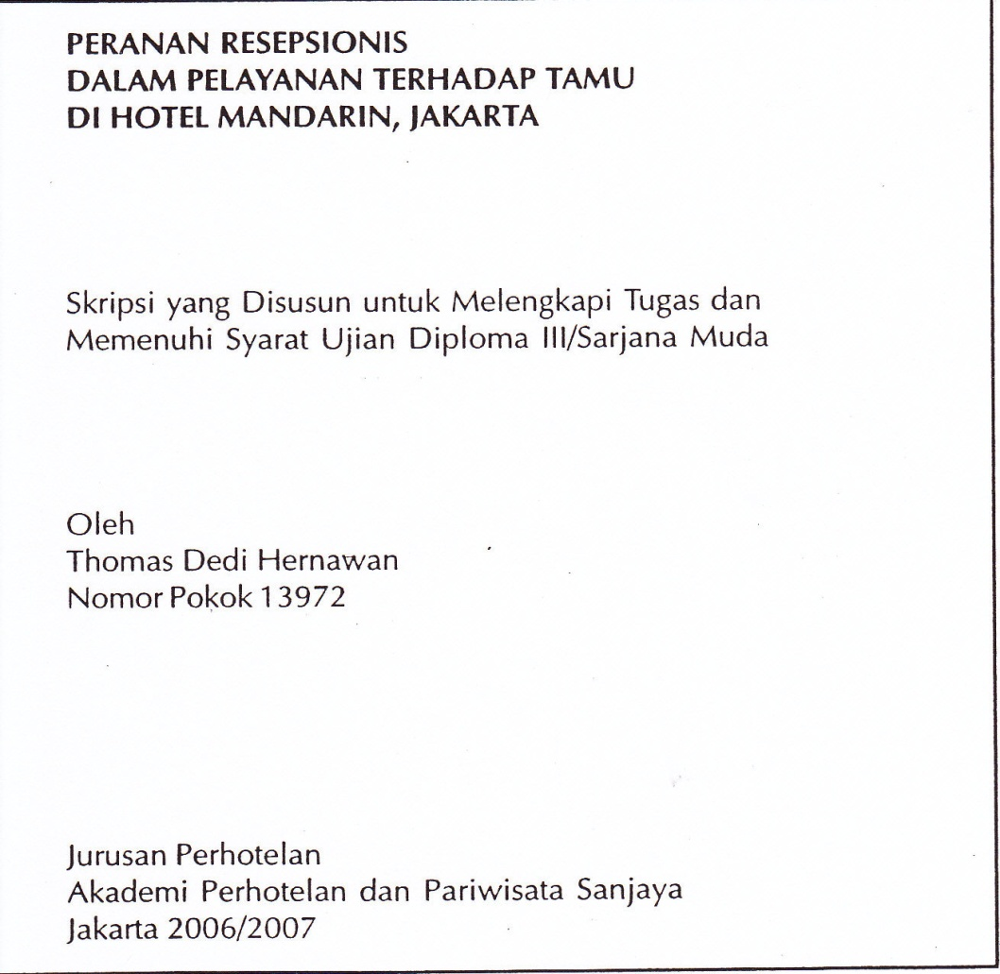 PERANAN RESEPSIONIS
DALAM PELAYANAN TERHADAP TAMU
DI HOTEL MANDARIN, JAKARTA
Skripsi yang Disusun untuk Melengkapi Tugas dan
Memenuhi Syarat Ujian Diploma III/Sarjana Muda
Oleh
Thomas Dedi Hernawan
Nomor Pokok 13972
Jurusan Perhotelan
Akademi Perhotelan dan Pariwisata Sanjaya
Jakarta 2006/2007